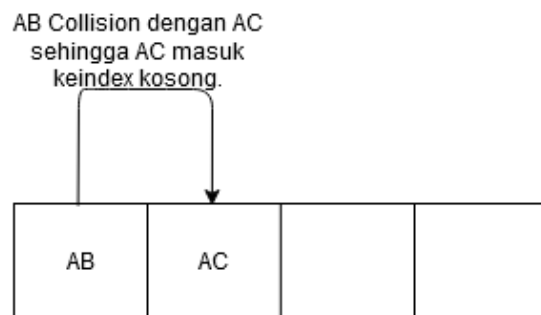 AB Collision dengan AC
sehingga AC masuk
keindex kosong.
AB
AC